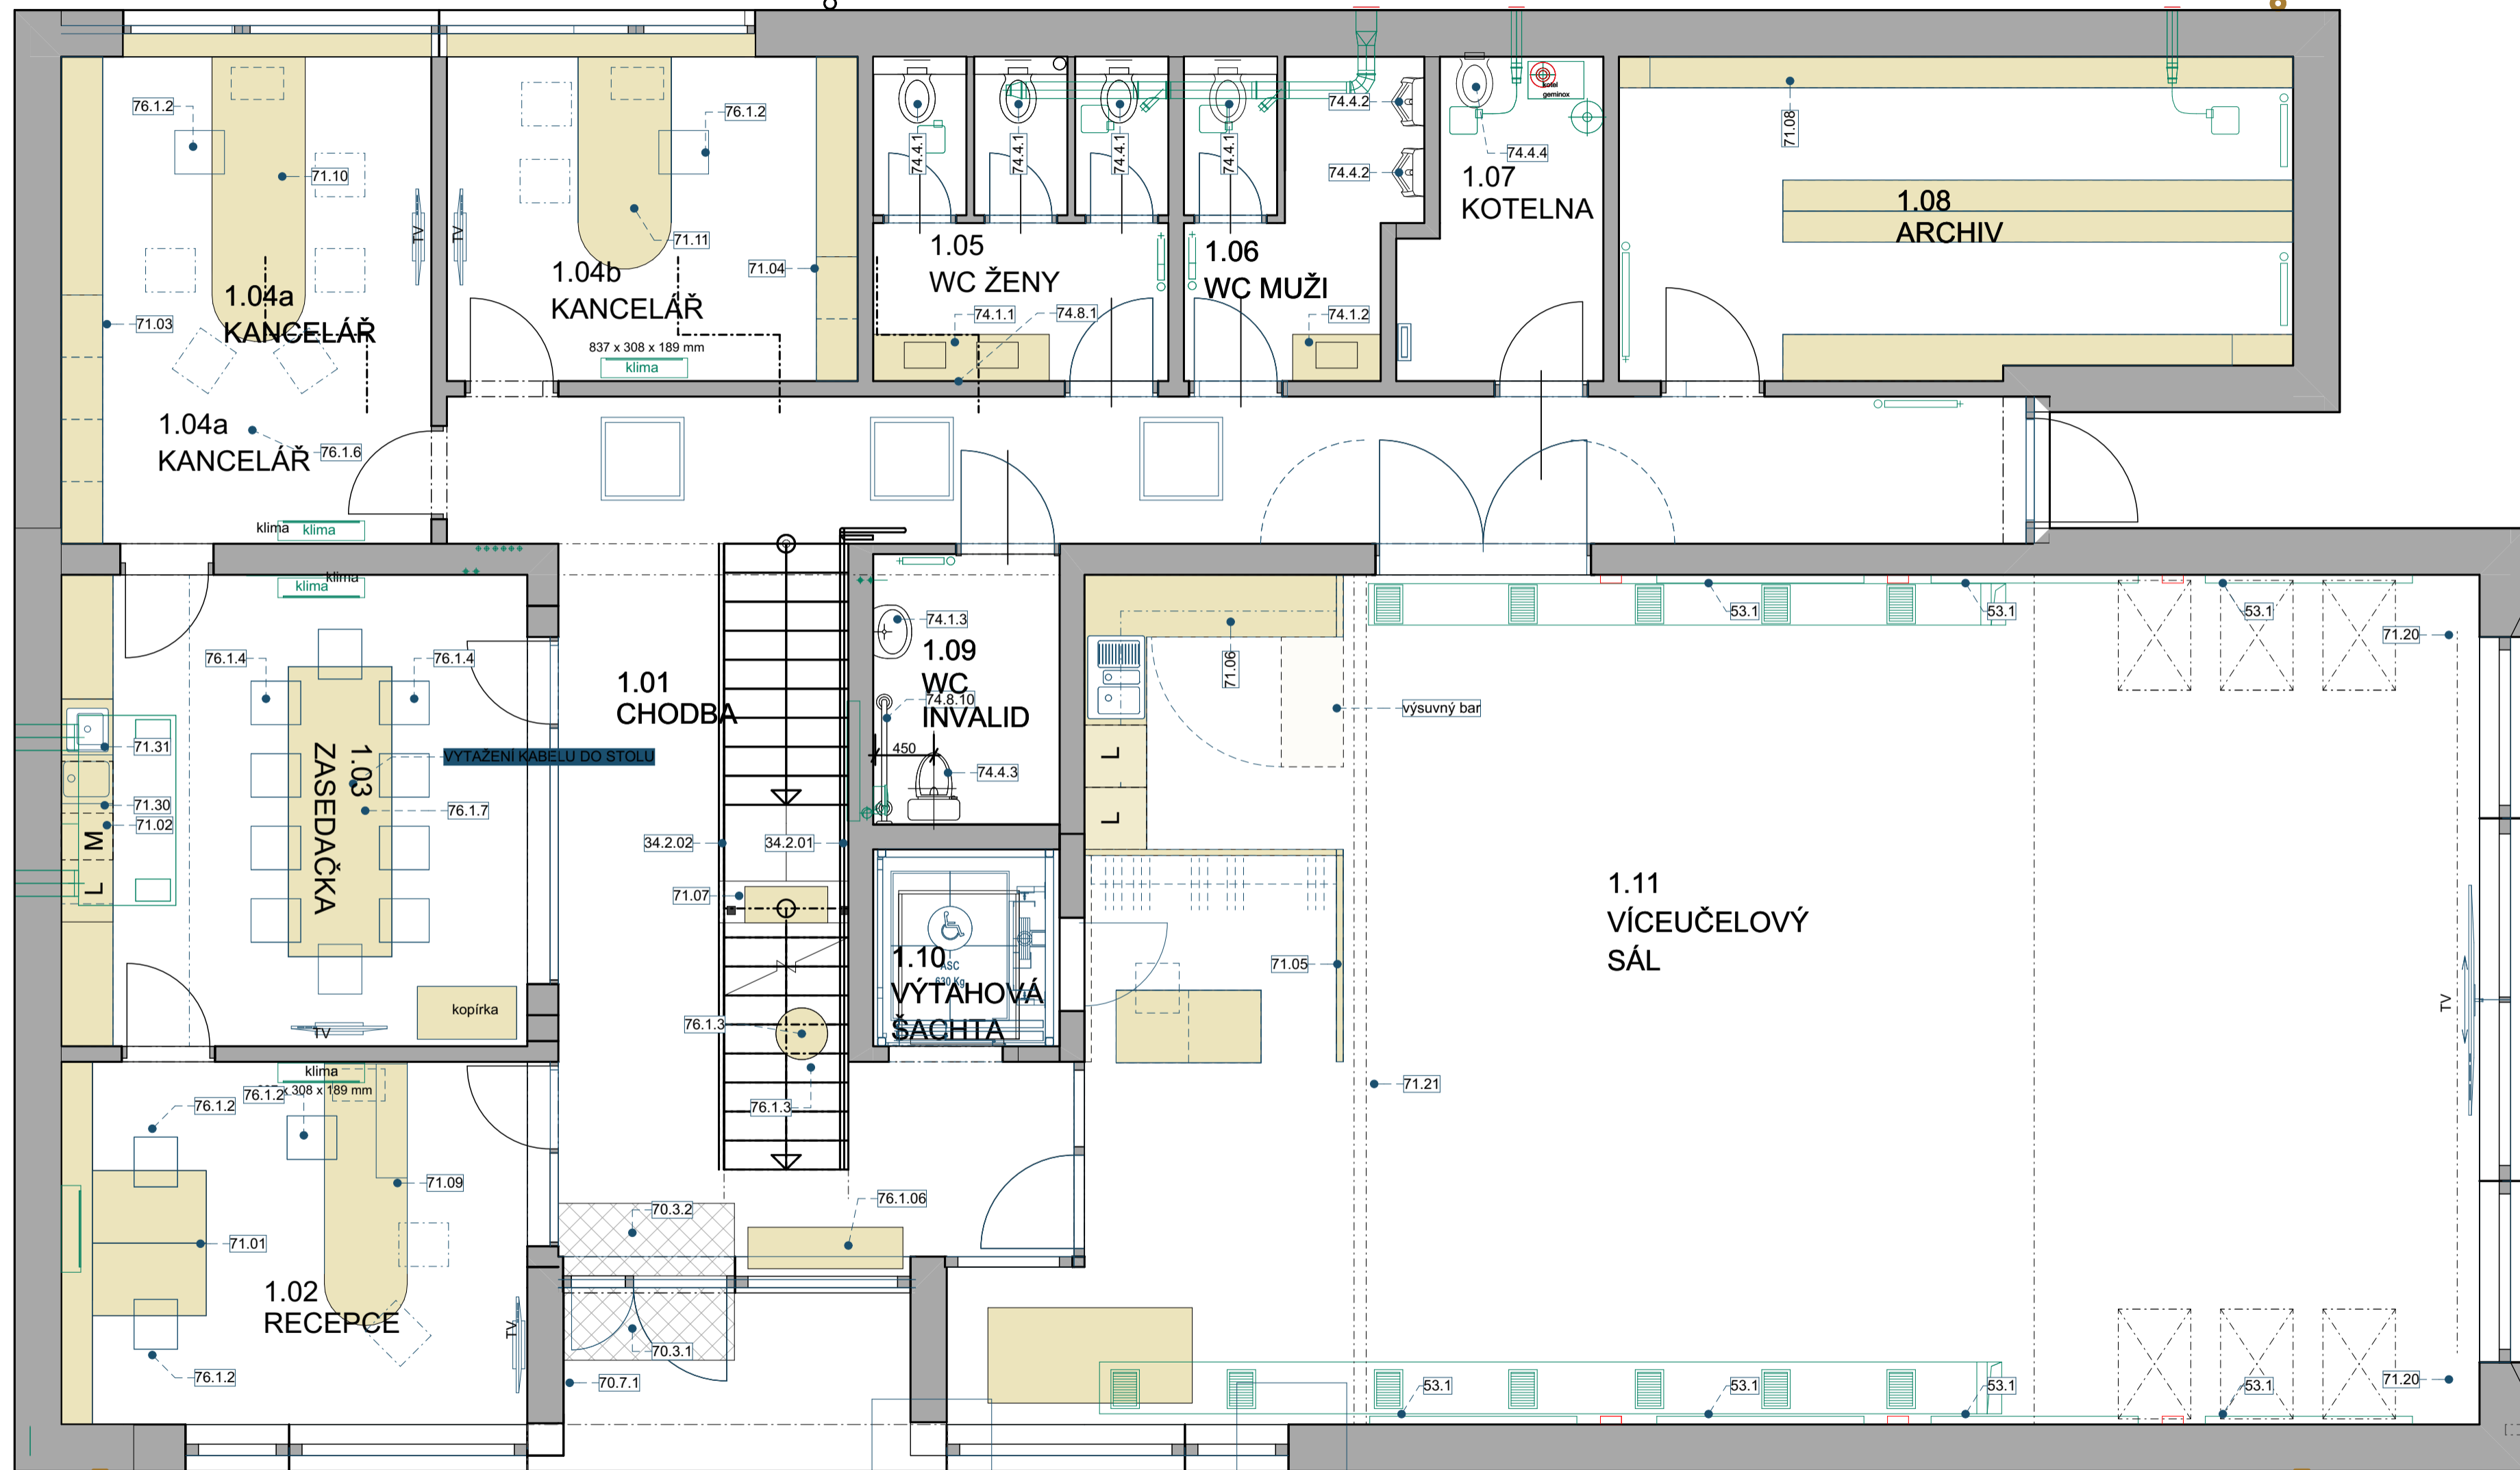 76.1.2
71.10
1.04a
KANCELÁŘ
71.03
1.04a
KANCELÁŘ
76.1.6
klima
klima
TV
TV
76.1.2
71.11
1.04b
KANCELÁŘ
71.04
837 x 308 x 189 mm
klima
74.4.1
74.4.1
74.4.1
74.4.1
1.05
WC ŽENY
74.1.1
74.8.1
74.4.2
74.4.2
1.06
WC MUŽI
74.1.2
kotel
geminox
74.4.4
1.07
KOTELNA
71.08
1.08
ARCHIV
klima
klima
76.1.4
76.1.4
71.31
71.30
71.02
M
L
1.03
ZASEDAČKA
VYTAŽENÍ KABELU DO STOLU
76.1.7
kopírka
TV
1.01
CHODBA
34.2.02
34.2.01
71.07
76.1.3
76.1.3
74.1.3
1.09
WC
INVALID
74.8.10
450
74.4.3
1.10
VÝTAHOVÁ
ŠACHTA
ASC
630 Kg
71.06
výsuvný bar
L
L
71.05
53.1
53.1
53.1
71.20
1.11
VÍCEUČELOVÝ
SÁL
TV
71.21
klima
x 308 x 189 mm
76.1.2
76.1.2
71.09
71.01
1.02
RECEPCE
76.1.2
TV
70.3.2
76.1.06
70.3.1
70.7.1
53.1
53.1
53.1
53.1
71.20